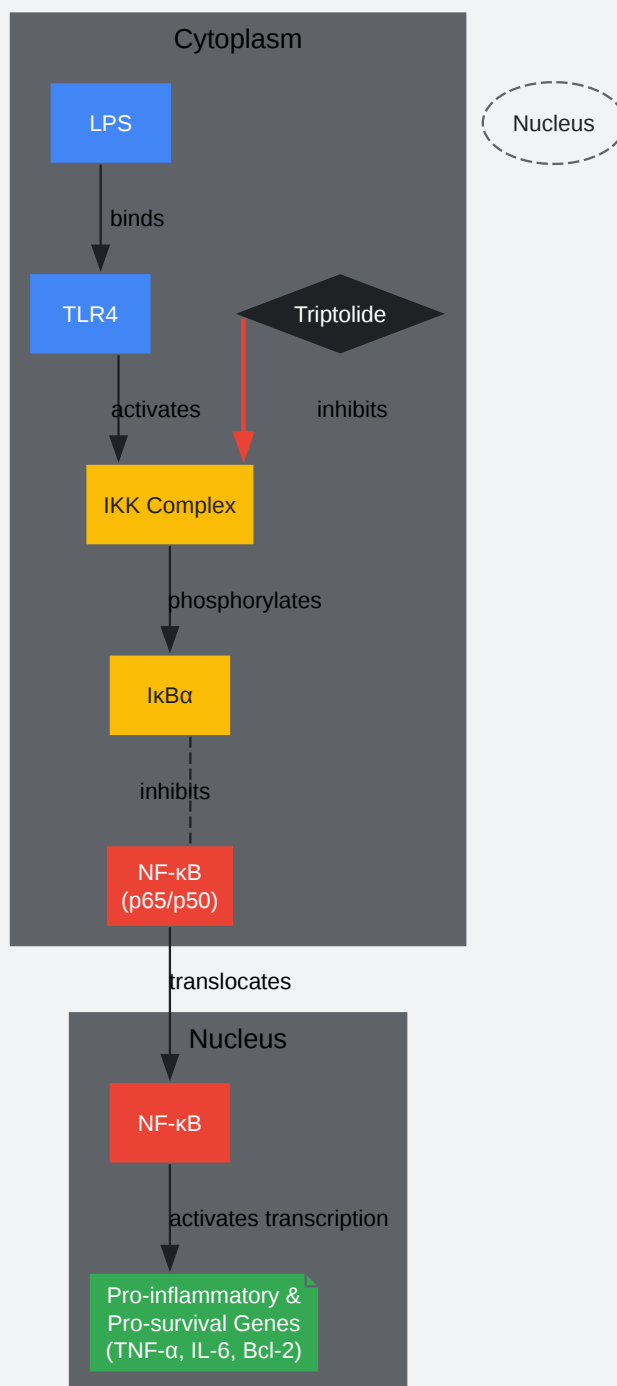 Cytoplasm
LPS
Nucleus
binds
TLR4
Triptolide
activates
inhibits
IKK Complex
phosphorylates
IκBα
inhibits
NF-κB
(p65/p50)
translocates
Nucleus
NF-κB
activates transcription
Pro-inflammatory &
Pro-survival Genes
(TNF-α, IL-6, Bcl-2)